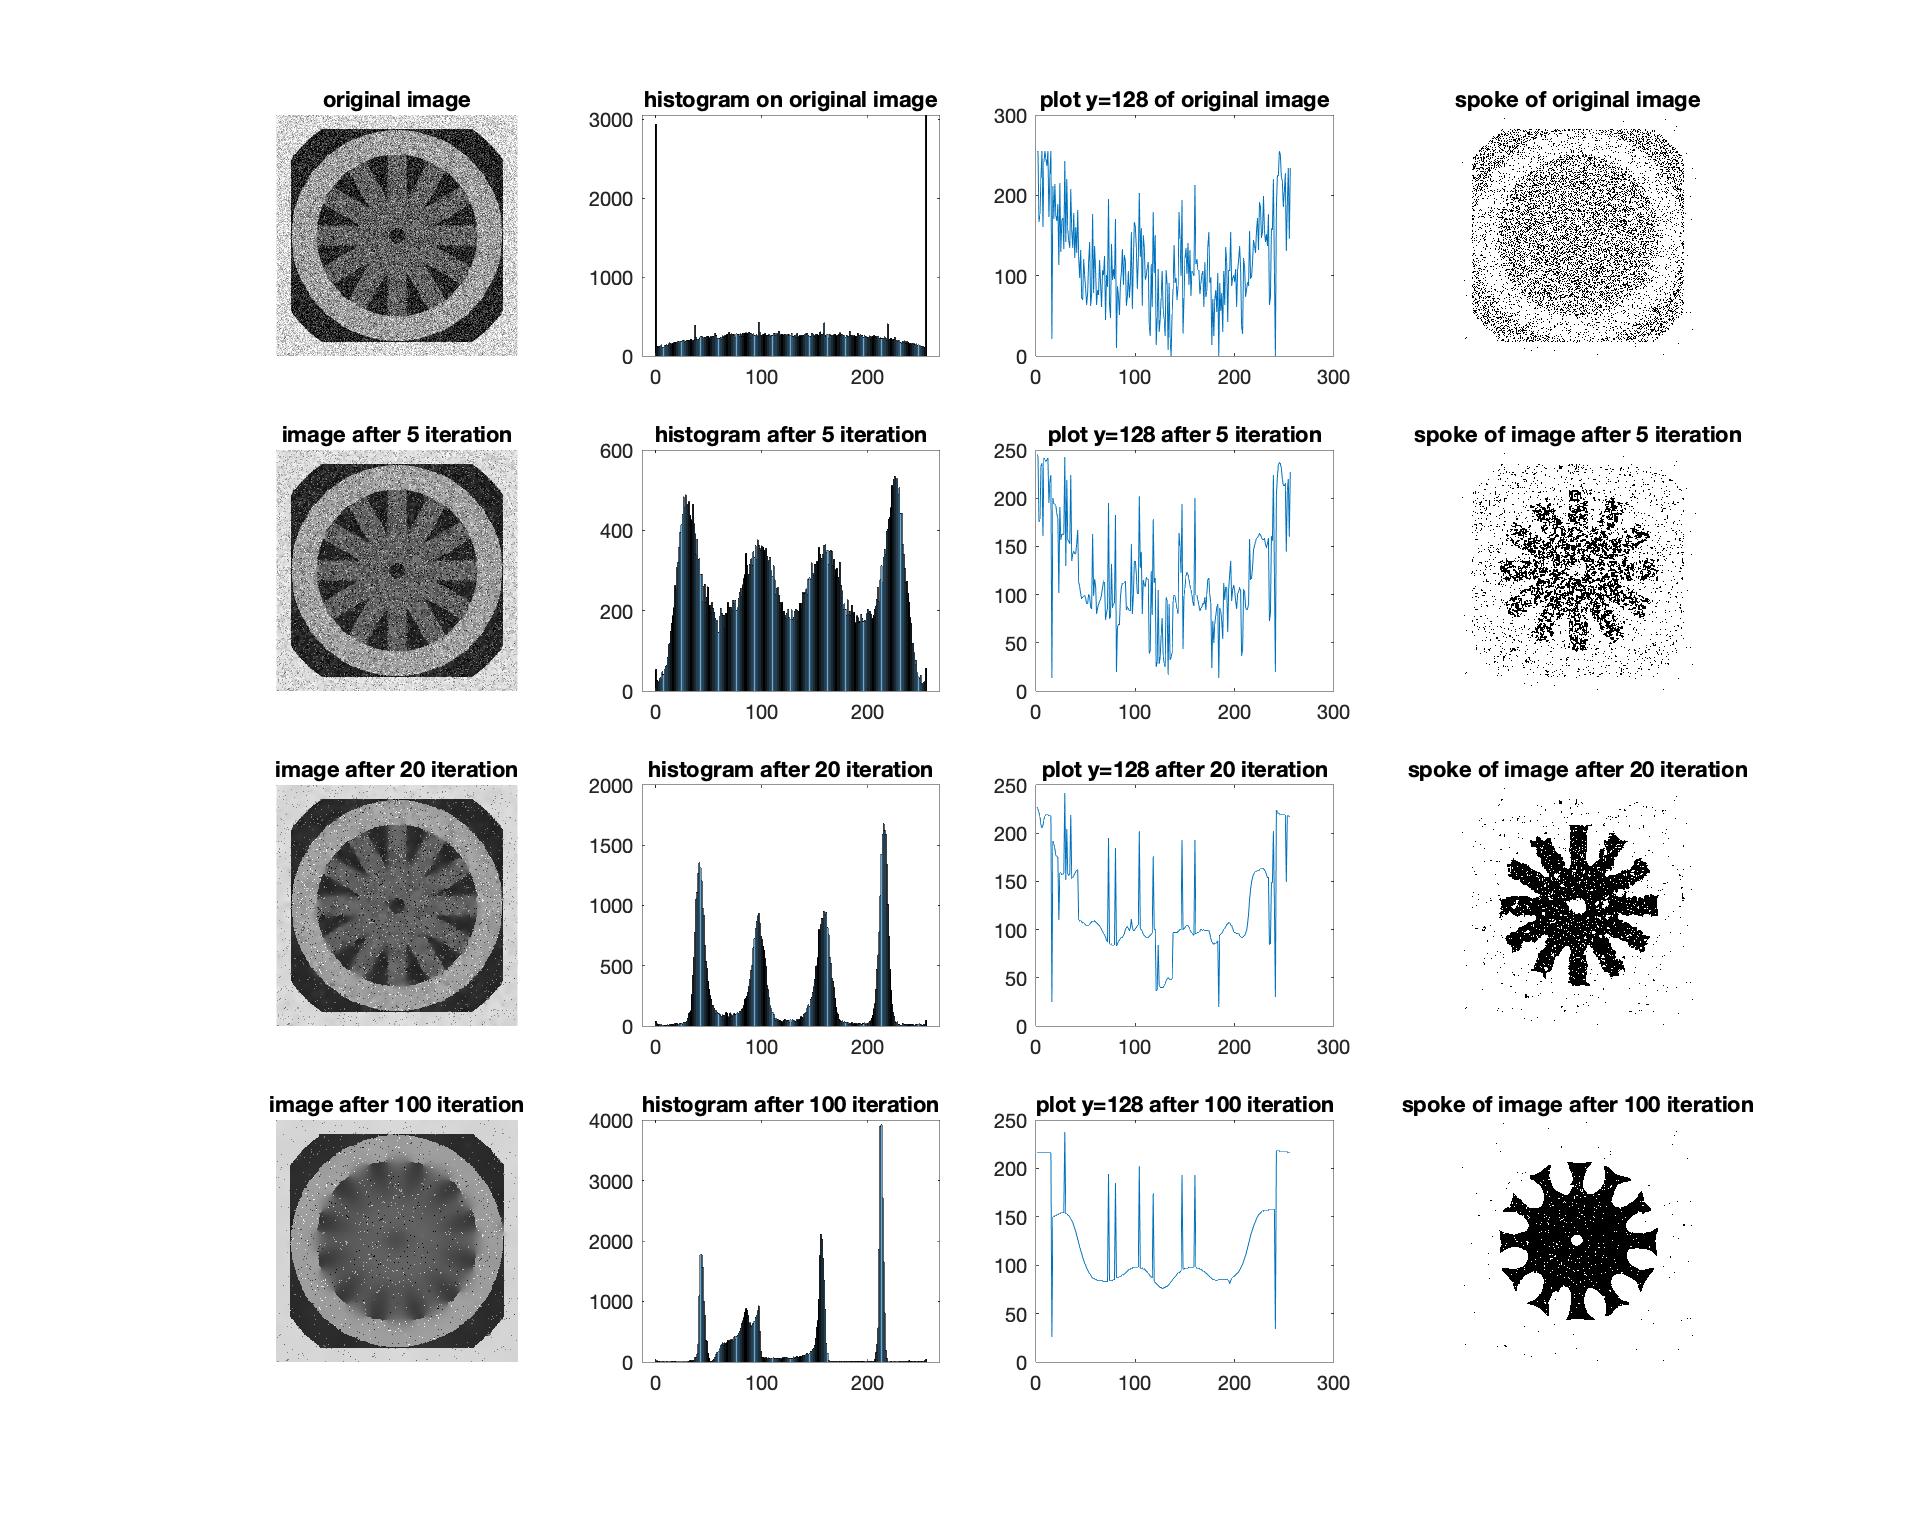 original image
histogram on original image
plot y=128 of original image
spoke of original image
3000
2000
1000
0
0 100 200
300
200
100
0
0 100 200 300
image after 5 iteration
histogram after 5 iteration
plot y=128 after 5 iteration
spoke of image after 5 iteration
600
400
200
0
0 100 200
250
200
150
100
50
0
0 100 200 300
image after 20 iteration
histogram after 20 iteration
plot y=128 after 20 iteration
spoke of image after 20 iteration
2000
1500
1000
500
0
0 100 200
250
200
150
100
50
0
0 100 200 300
image after 100 iteration
histogram after 100 iteration
plot y=128 after 100 iteration
spoke of image after 100 iteration
4000
3000
2000
1000
0
0 100 200
250
200
150
100
50
0
0 100 200 300